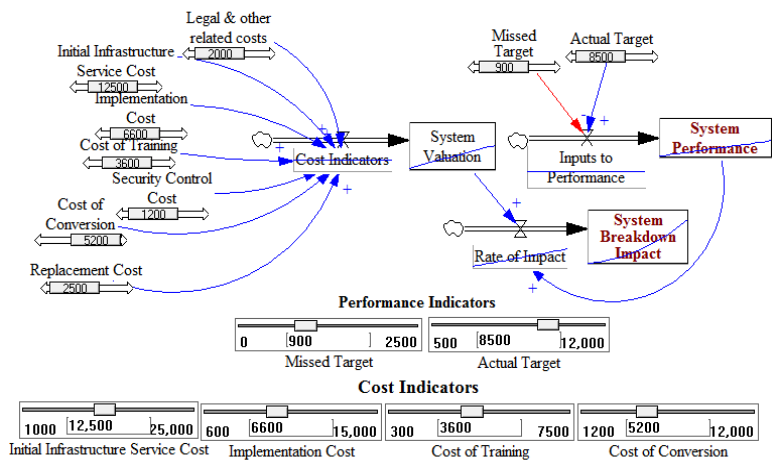 Legal & other
related costs
2000
Initial Infrastructure
Service Cost
12500
Implementation
Cost
6600
Cost of Training
3600
Security Control
Cost
1200
Cost of
Conversion
5200
Replacement Cost
2500
+
+
+
Cost Indicators
System
Valuation
Missed
Target
900
Actual Target
8500
-
+
Inputs to
Performance
System
Performance
+
Rate of Impact
+
System
Breakdown
Impact
Performance Indicators
0 900 2500
Missed Target
500 8500 12,000
Actual Target
Cost Indicators
1000 12,500 25,000
Initial Infrastructure Service Cost
600 6600 15,000
Implementation Cost
300 3600 7500
Cost of Training
1200 5200 12,000
Cost of Conversion